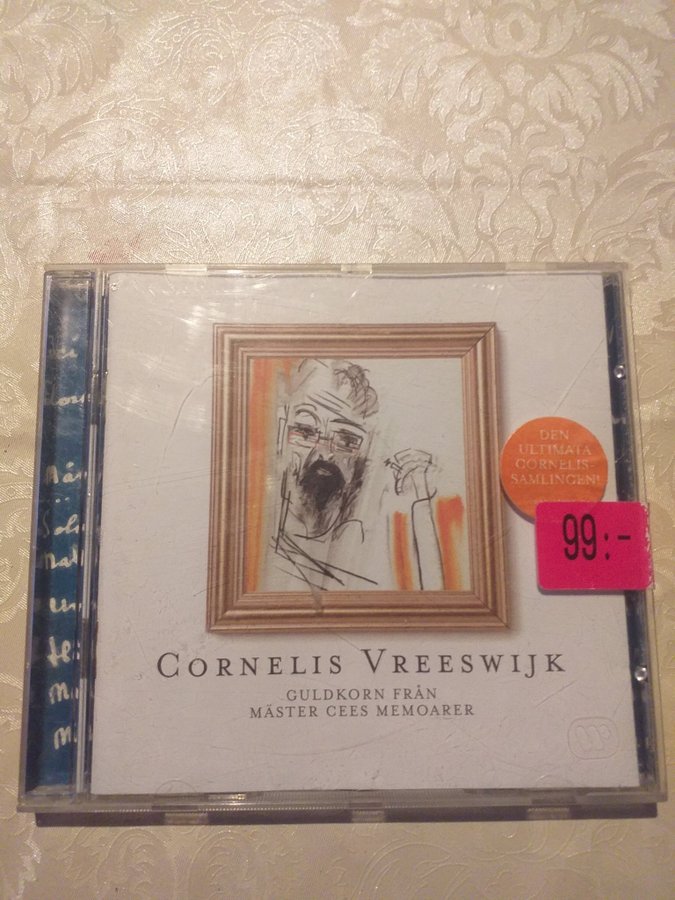 DEN
ULTIMATA
CORNELIS-
SAMLINGEN!
99:-
CORNELIS VREESWIJK
GULDKORN FRÅN
MÄSTER CEES MEMOARER